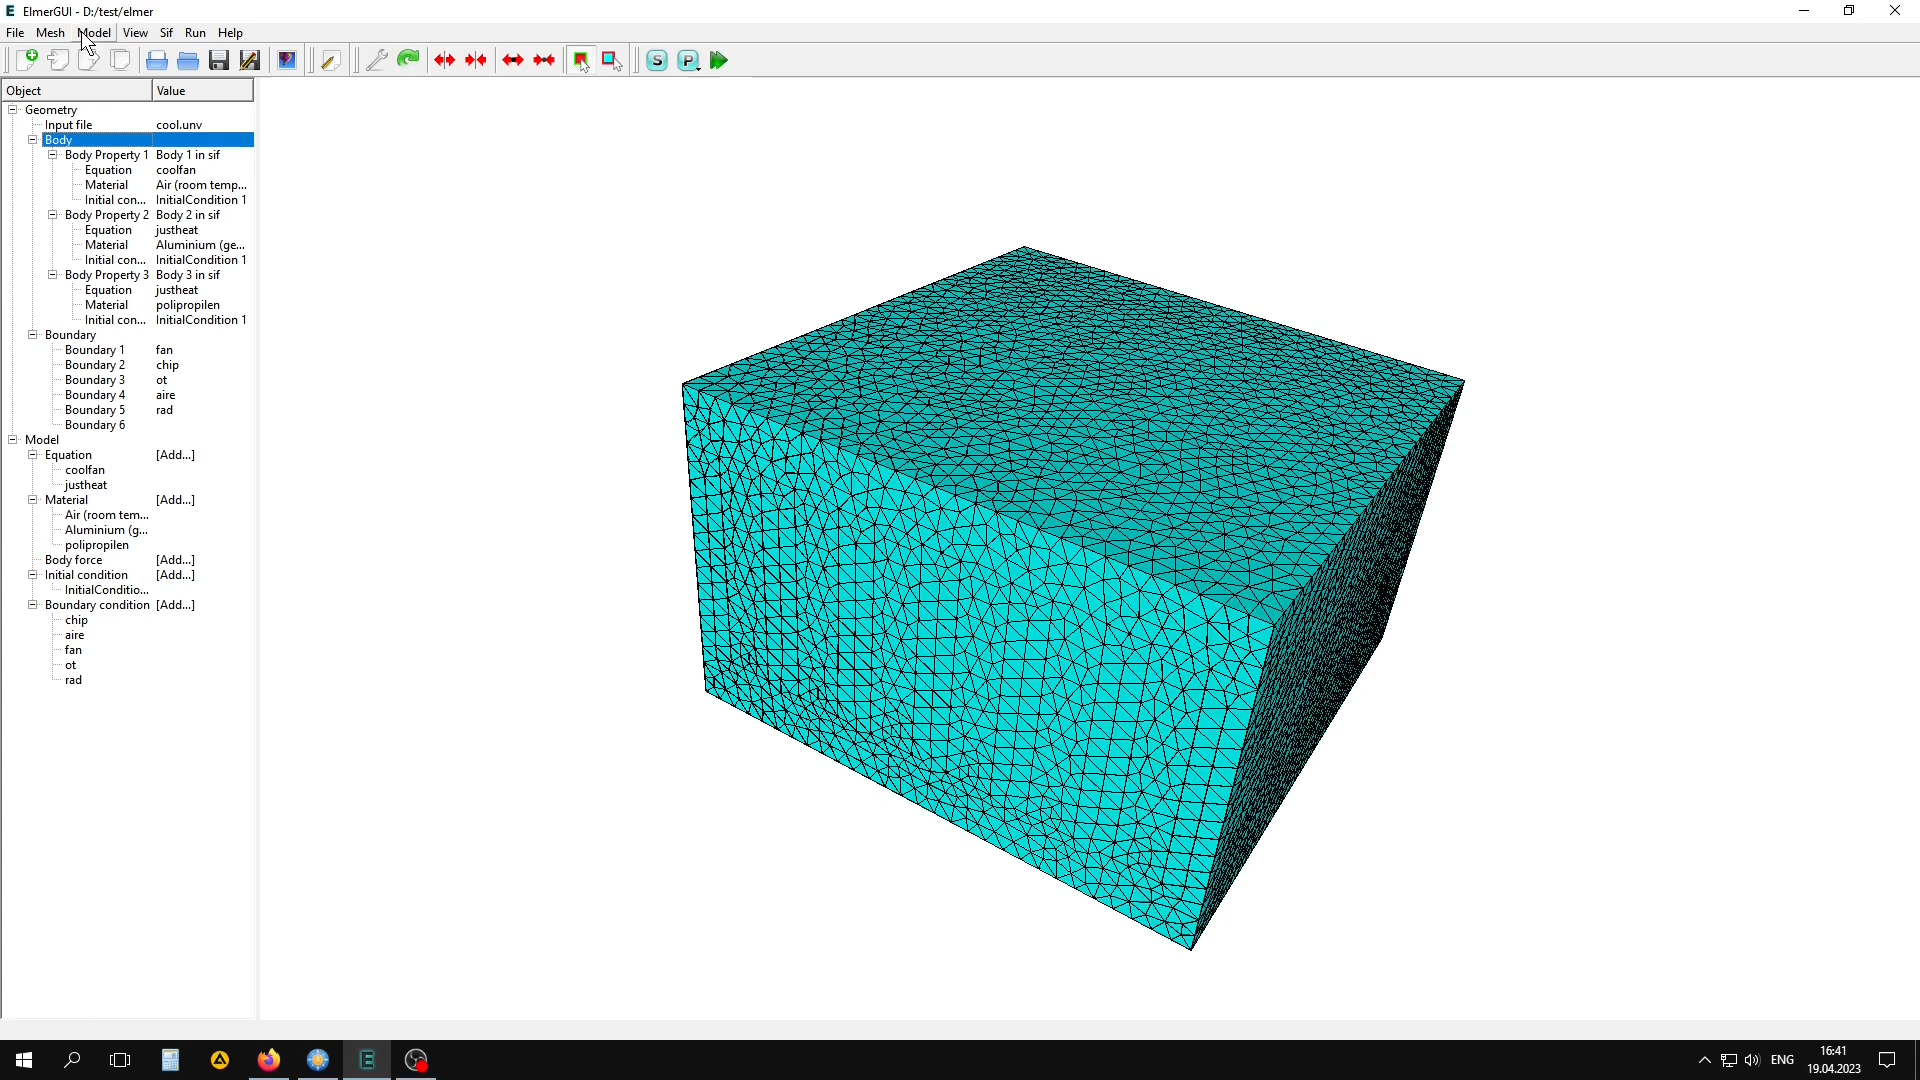 E ElmerGUI - D:/test/elmer
File Mesh Model View Sif Run Help
S P
Object Value
Geometry
Input file cool.unv
Body
Body Property 1 Body 1 in sif
Equation coolfan
Material Air (room temp...
Initial con... InitialCondition 1
Body Property 2 Body 2 in sif
Equation justheat
Material Aluminium (ge...
Initial con... InitialCondition 1
Body Property 3 Body 3 in sif
Equation justheat
Material polipropilen
Initial con... InitialCondition 1
Boundary
Boundary 1 fan
Boundary 2 chip
Boundary 3 ot
Boundary 4 aire
Boundary 5 rad
Boundary 6
Model
Equation [Add...]
coolfan
justheat
Material [Add...]
Air (room tem...
Aluminium (g...
polipropilen
Body force [Add...]
Initial condition [Add...]
InitialConditio...
Boundary condition [Add...]
chip
aire
fan
ot
rad
E
ENG
16:41
19.04.2023